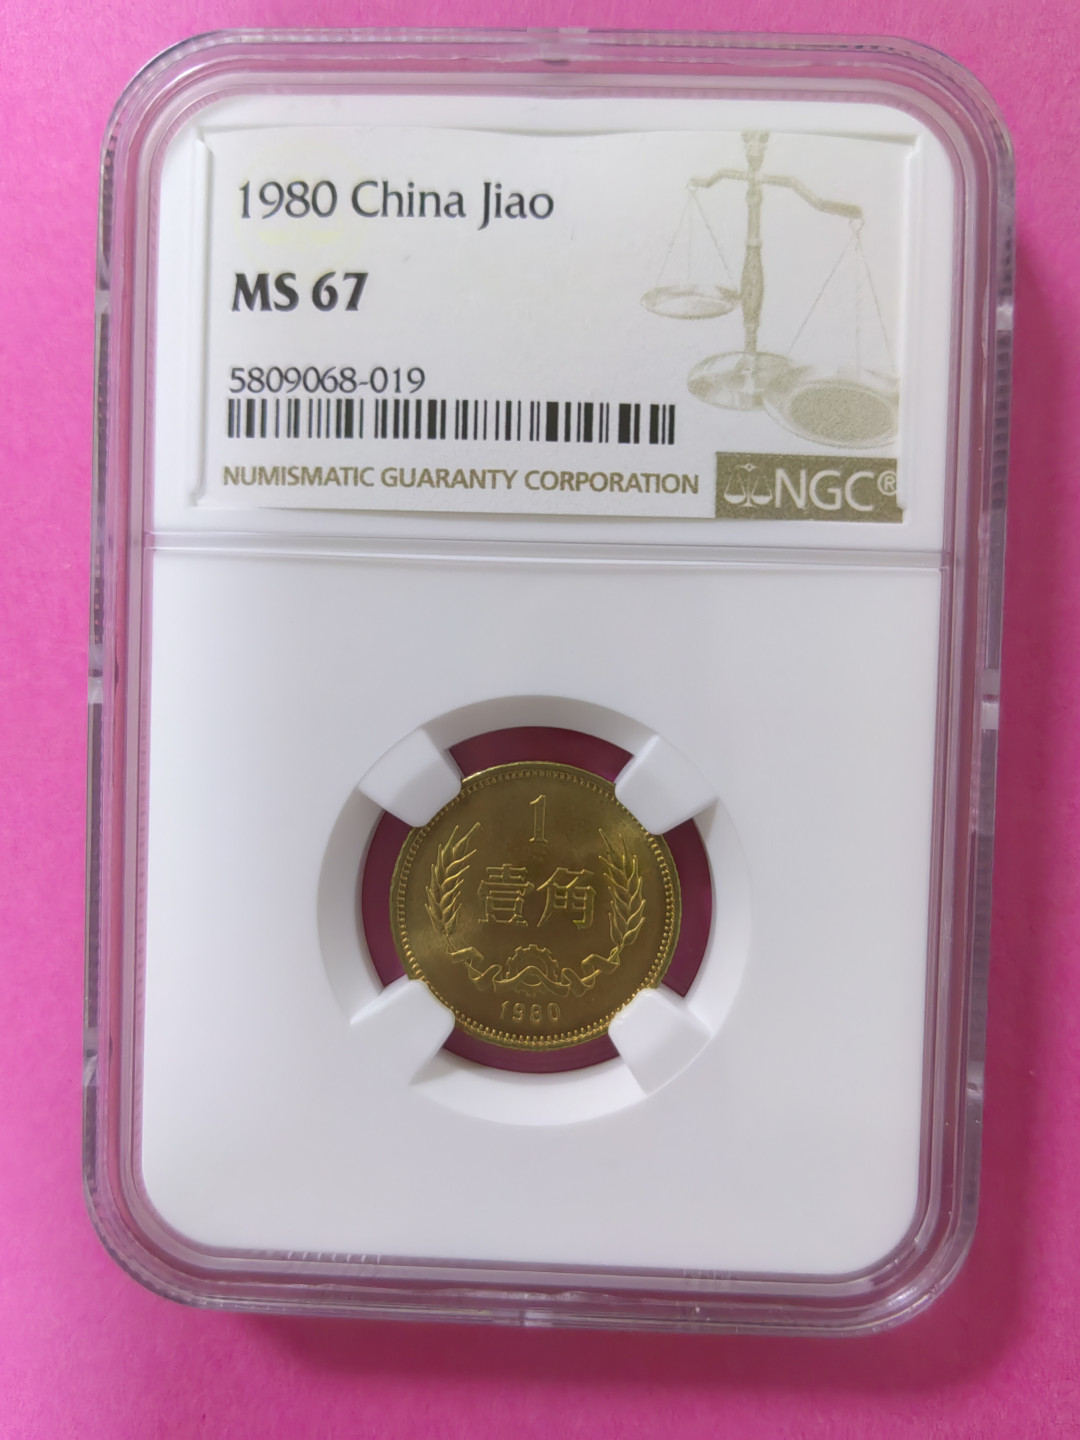 1980 China Jiao
MS 67
5809068-019
NUMISMATIC GUARANTY CORPORATION
NGC®
1
壹角
1980